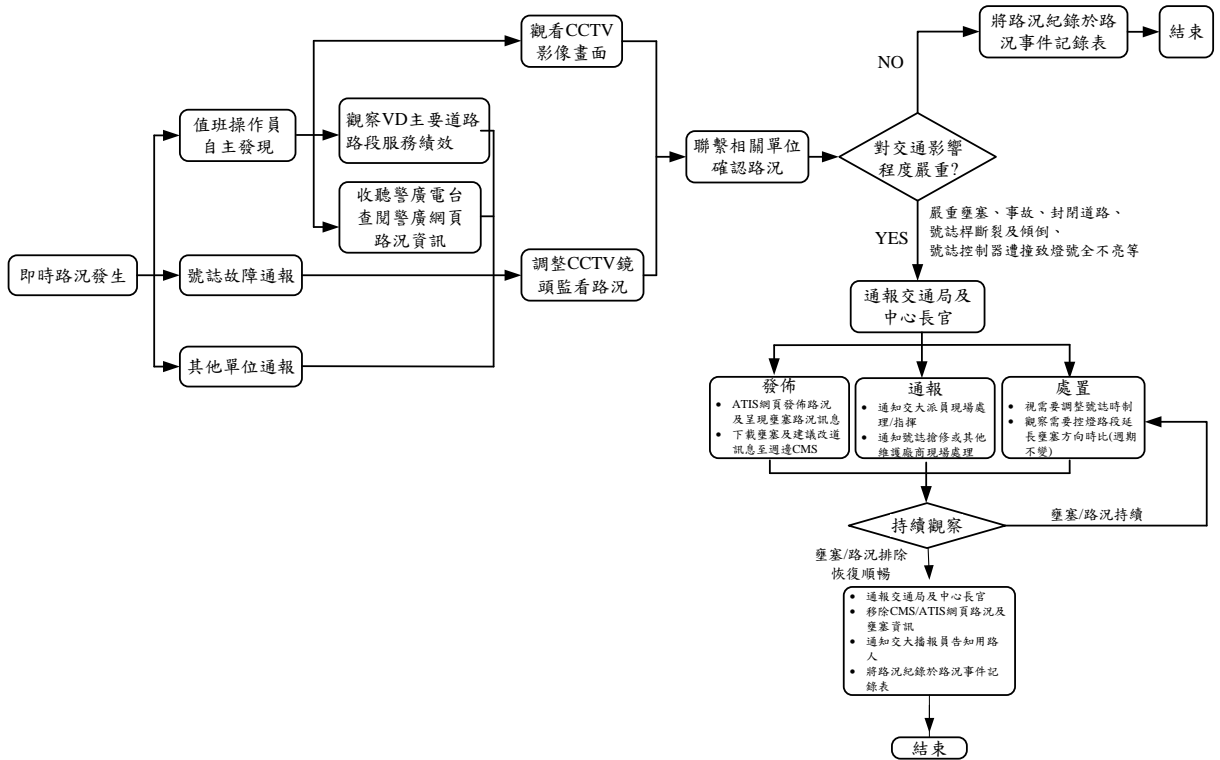 即時路況發生
值班操作員
自主發現
號誌故障通報
其他單位通報
觀看CCTV
影像畫面
觀察VD主要道路
路段服務績效
收聽警廣電台
查閱警廣網頁
路況資訊
調整CCTV鏡
頭監看路況
聯繫相關單位
確認路況
對交通影響
程度嚴重?
NO
將路況紀錄於路
況事件記錄表
結束
YES
嚴重壅塞、事故、封閉道路、
號誌桿斷裂及傾倒、
號誌控制器遭撞致燈號全不亮等
通報交通局及
中心長官
發佈
• ATIS網頁發佈路況
及呈現壅塞路況訊息
• 下載壅塞及建議改道
訊息至週邊CMS
通報
• 通知交大派員現場處
理/指揮
• 通知號誌搶修或其他
維護廠商現場處理
處置
• 視需要調整號誌時制
• 觀察需要控燈路段延
長壅塞方向時比(週期
不變)
持續觀察
壅塞/路況持續
壅塞/路況排除
恢復順暢
• 通報交通局及中心長官
• 移除CMS/ATIS網頁路況及
壅塞資訊
• 通知交大播報員告知用路
人
• 將路況紀錄於路況事件記
錄表
結束